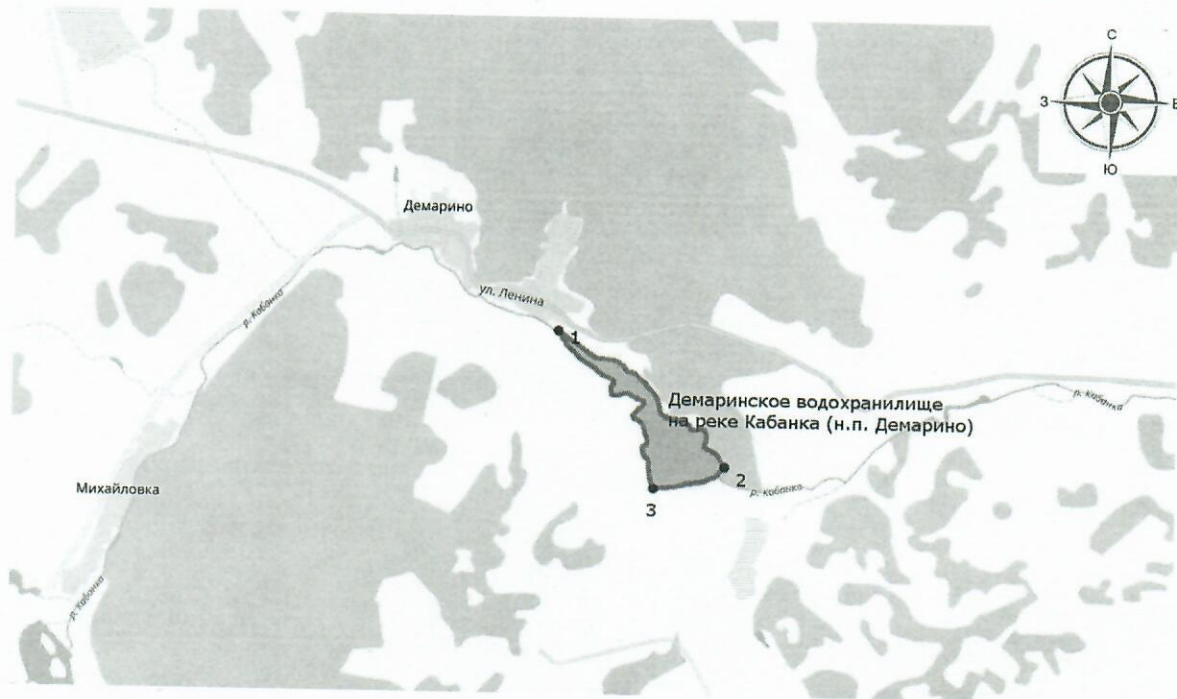 С
З
В
Ю
Демарино
ул. Ленина
р. Кабанка
1
Демаринское водохранилище
на реке Кабанка (н.п. Демарино)
р. Кабанка
2
Михайловка
р. Кабанка
3
р. Кабанка